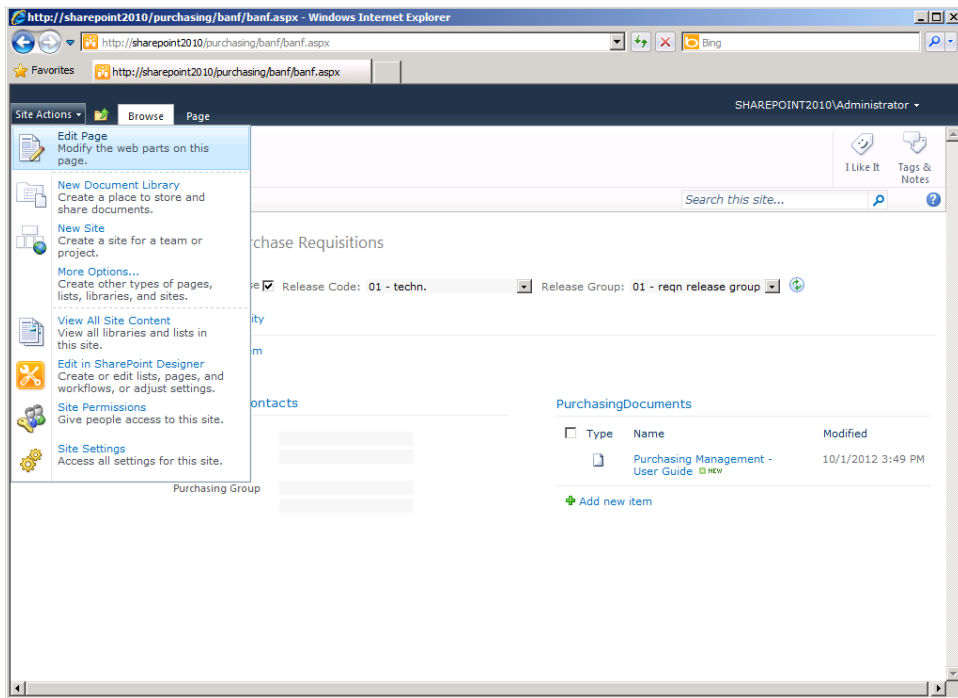 http://sharepoint2010/purchasing/banf/banf.aspx - Windows Internet Explorer
http://sharepoint2010/purchasing/banf/banf.aspx
Bing
Favorites
http://sharepoint2010/purchasing/banf/banf.aspx
SHAREPOINT2010\Administrator
Site Actions
Browse
Page
Edit Page
Modify the web parts on this
page.
New Document Library
Create a place to store and
share documents.
New Site
Create a site for a team or
project.
More Options...
Create other types of pages,
lists, libraries, and sites.
View All Site Content
View all libraries and lists in
this site.
Edit in SharePoint Designer
Create or edit lists, pages, and
workflows, or adjust settings.
Site Permissions
Give people access to this site.
Site Settings
Access all settings for this site.
I Like It
Tags &
Notes
Search this site...
rchase Requisitions
se Release Code: 01 - techn. Release Group: 01 - reqn release group
ity
em
ontacts
Purchasing Group
PurchasingDocuments
Type Name Modified
Purchasing Management - 10/1/2012 3:49 PM
User Guide NEW
Add new item